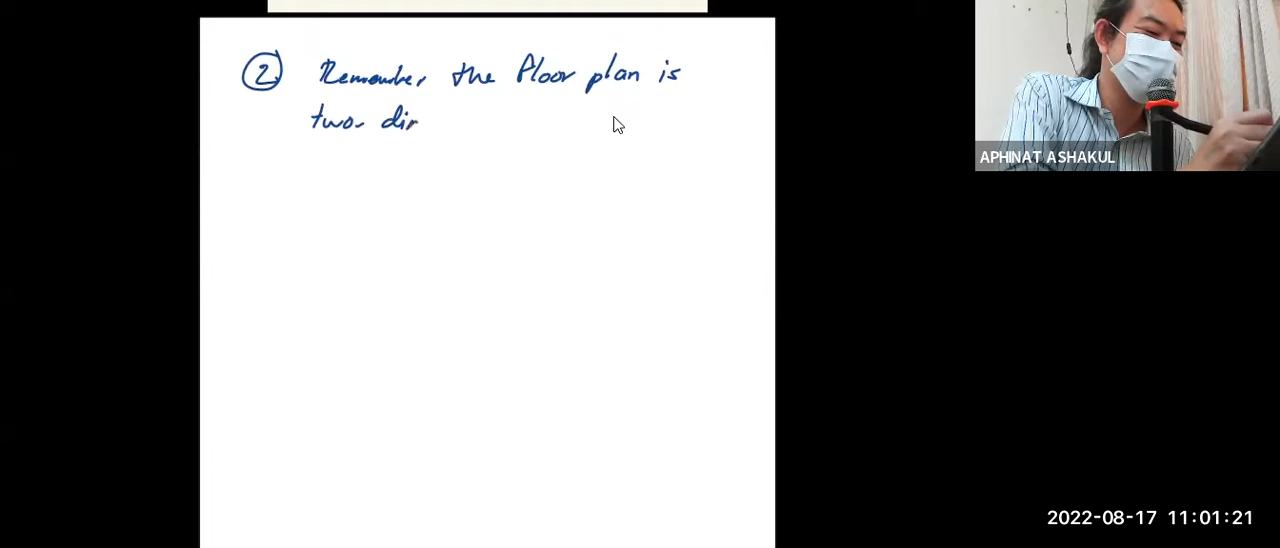 ② Remember the floor plan is
two- dir
APHINAT ASHAKUL
2022-08-17 11:01:21